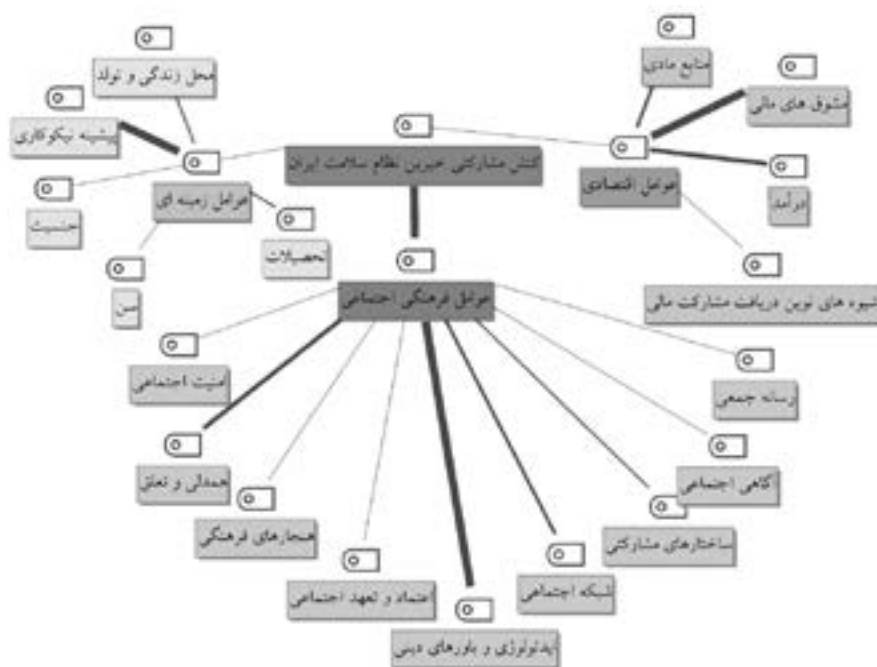 منابع مادی
محل زندگی و تولد
مشوق های مالی
پیشینه نیکوکاری
کنش مشارکتی خیرین نظام سلامت ایران
عوامل اقتصادی
درآمد
عوامل زمینه ای
جنسیت
تحصیلات
سن
عوامل فرهنگی اجتماعی
شیوه های نوین دریافت مشارکت مالی
امنیت اجتماعی
رسانه جمعی
همدلی و تعلق
آگاهی اجتماعی
هنجارهای فرهنگی
ساختارهای مشارکتی
اعتماد و تعهد اجتماعی
شبکه اجتماعی
ایدئولوژی و باورهای دینی